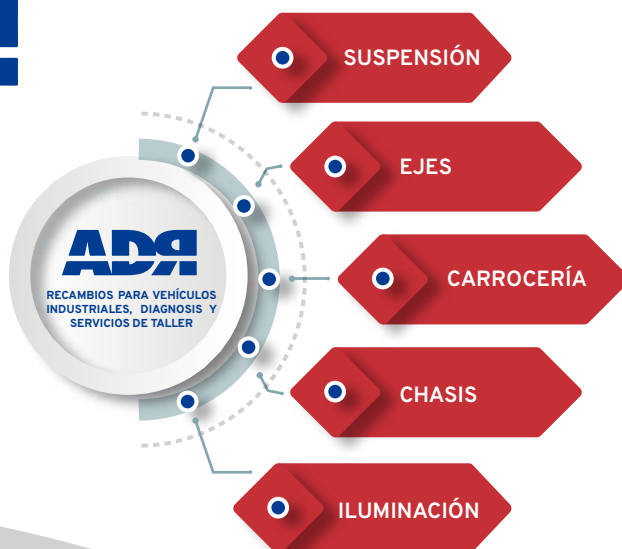 SUSPENSIÓN
EJES
ADR
RECAMBIOS PARA VEHÍCULOS
INDUSTRIALES, DIAGNOSIS Y
SERVICIOS DE TALLER
CARROCERÍA
CHASIS
ILUMINACIÓN